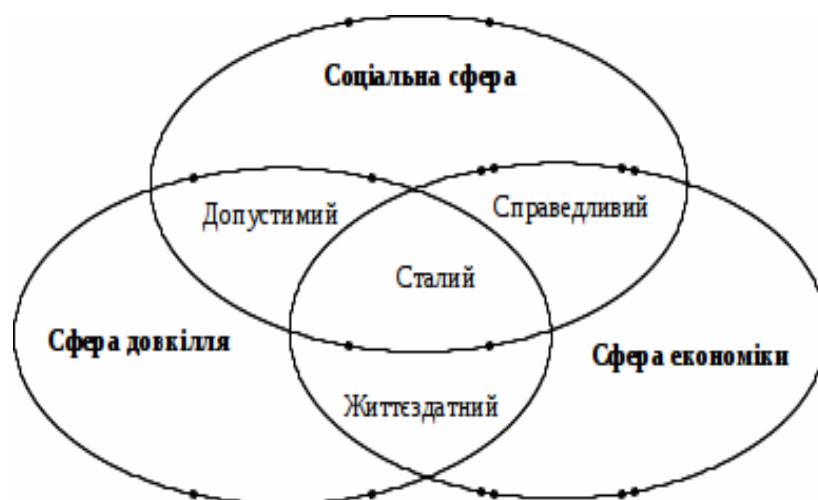 Соціальна сфера
Допустимий
Справедливий
Сталий
Сфера довкілля
Сфера економіки
Життєздатний